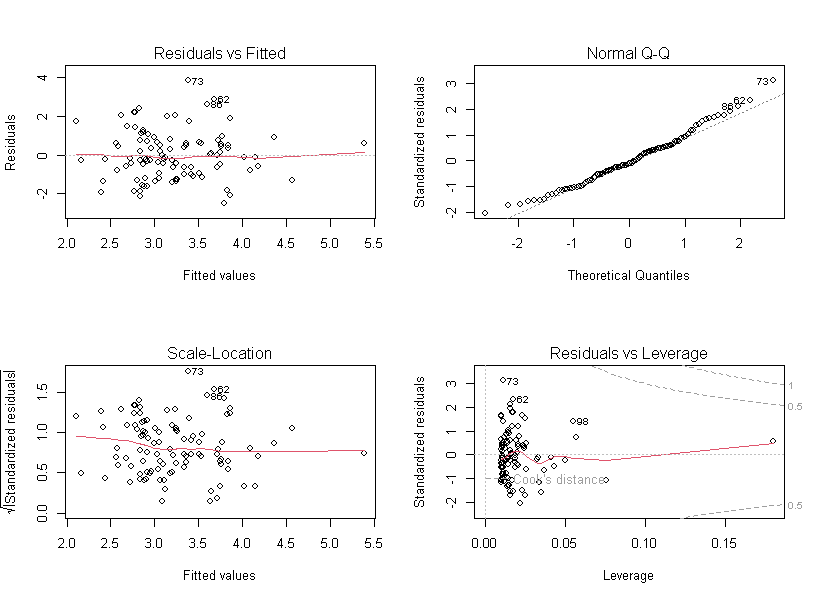 Residuals vs Fitted
Residuals
4
2
0
-2
73
62
86
2.0 2.5 3.0 3.5 4.0 4.5 5.0 5.5
Fitted values
Normal Q-Q
Standardized residuals
3
2
1
0
-1
-2
73
62
86
-2 -1 0 1 2
Theoretical Quantiles
Scale-Location
√|Standardized residuals|
1.5
1.0
0.5
0.0
73
62
86
2.0 2.5 3.0 3.5 4.0 4.5 5.0 5.5
Fitted values
Residuals vs Leverage
Standardized residuals
3
2
1
0
-1
-2
73
62
98
Cook's distance
1
0.5
0.5
0.00 0.05 0.10 0.15
Leverage